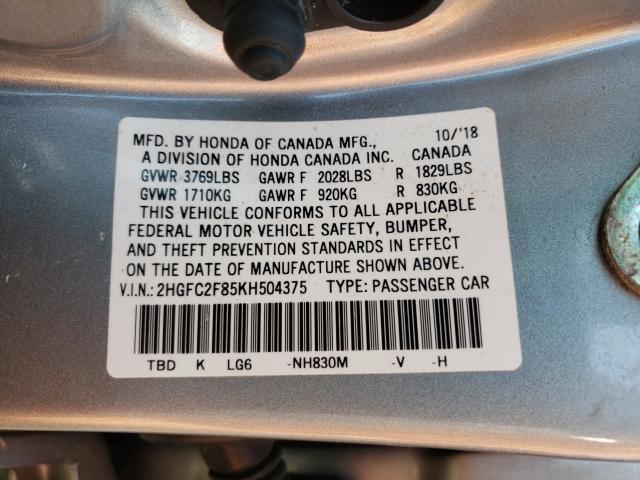 MFD. BY HONDA OF CANADA MFG., 10/'18
A DIVISION OF HONDA CANADA INC. CANADA
GVWR 3769LBS GAWR F 2028LBS R 1829LBS
GVWR 1710KG GAWR F 920KG R 830KG
THIS VEHICLE CONFORMS TO ALL APPLICABLE
FEDERAL MOTOR VEHICLE SAFETY, BUMPER,
AND THEFT PREVENTION STANDARDS IN EFFECT
ON THE DATE OF MANUFACTURE SHOWN ABOVE.
V.I.N.: 2HGFC2F85KH504375 TYPE: PASSENGER CAR
TBD K LG6 -NH830M -V -H